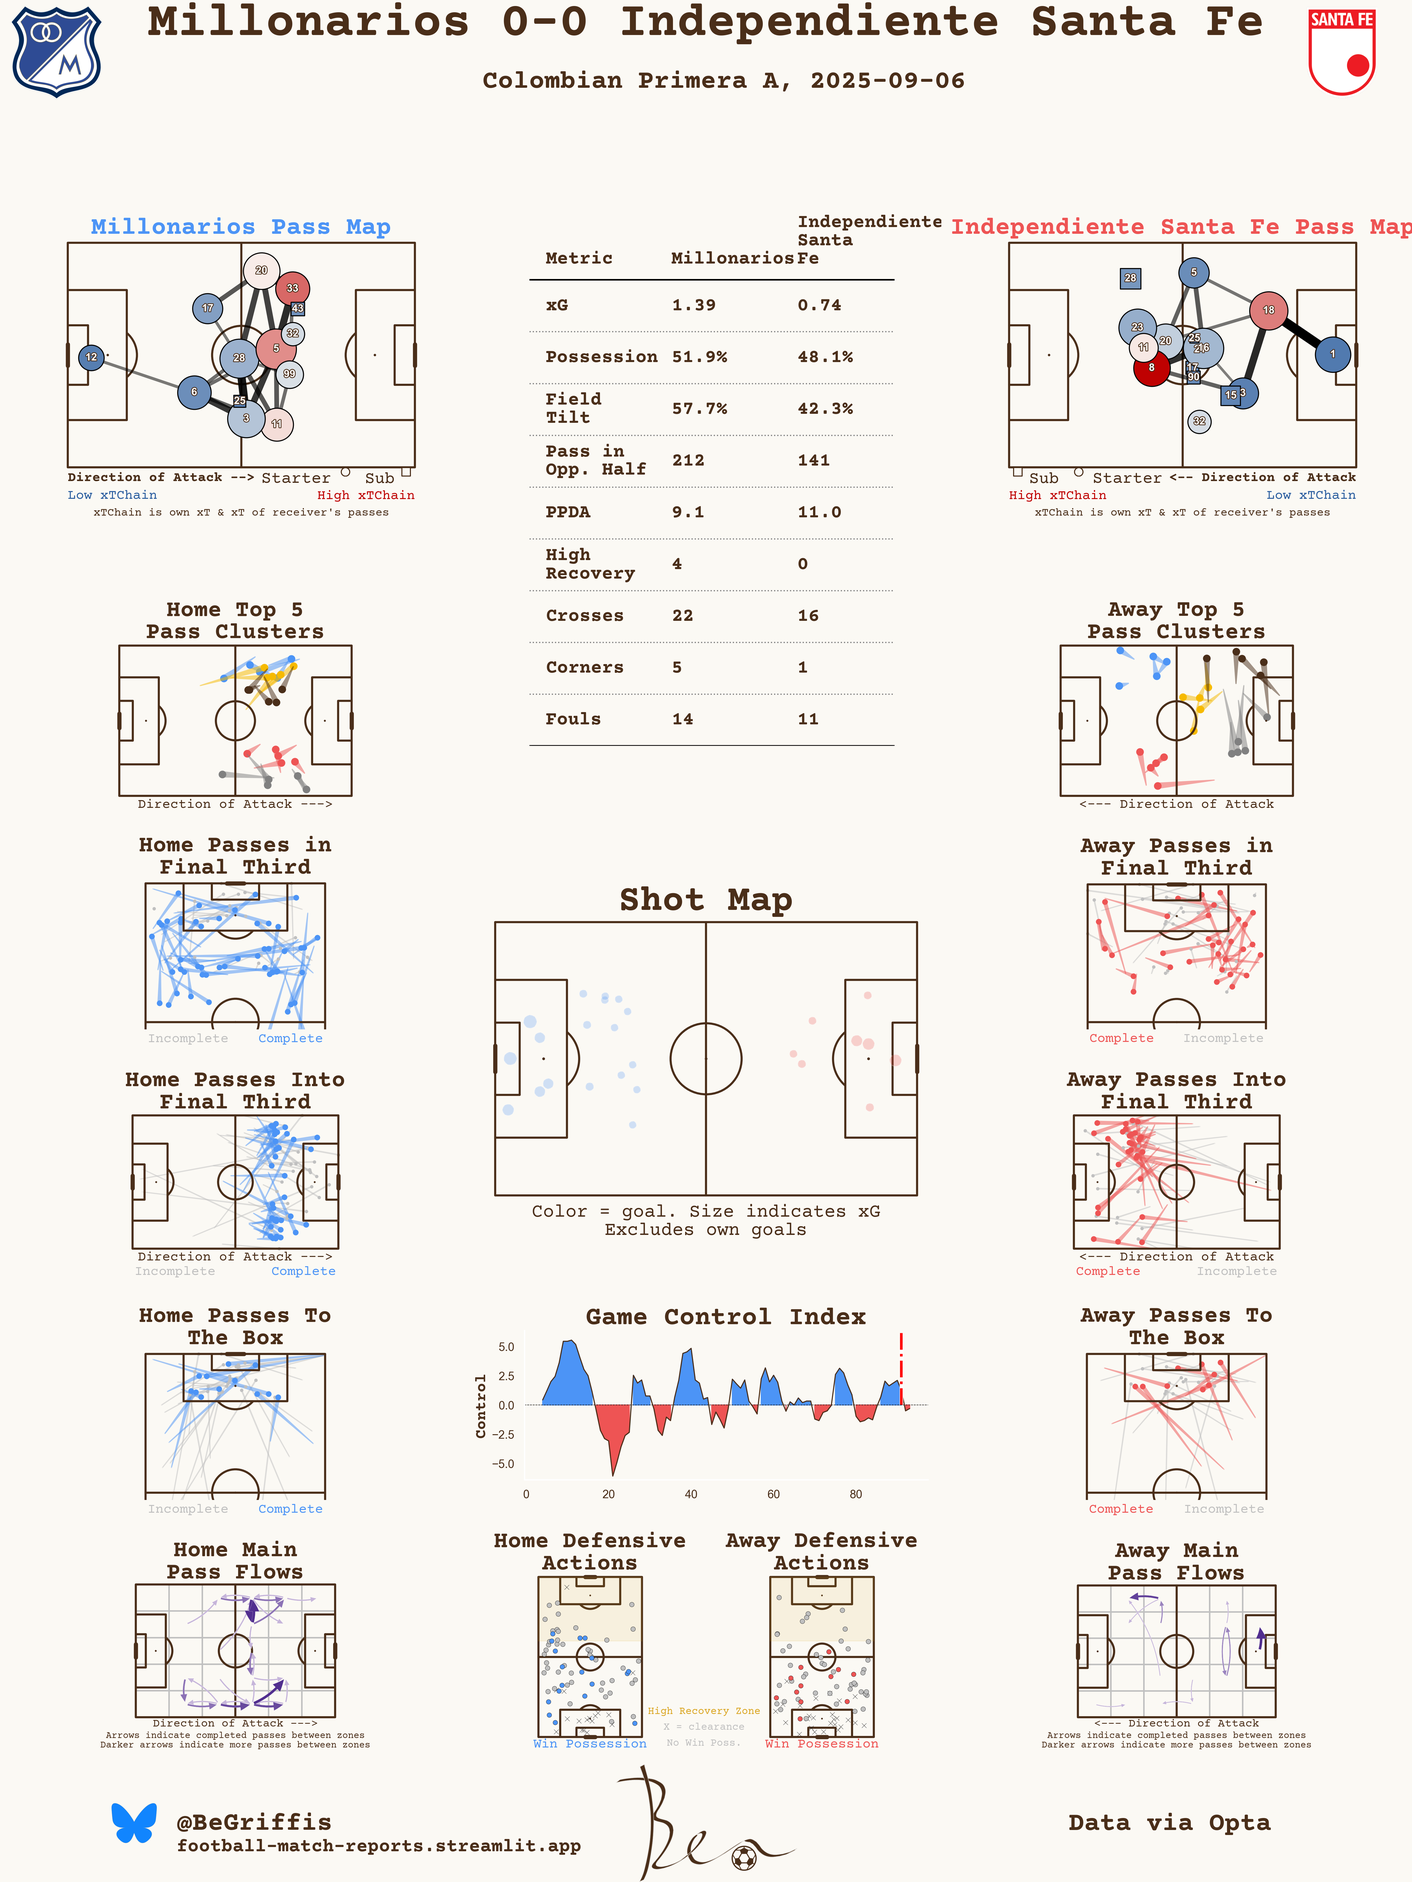 Millonarios 0-0 Independiente Santa Fe
Colombian Primera A, 2025-09-06
M
SANTA FE
Millonarios Pass Map
20
33
17
43
32
5
28
12
99
6
25
3
11
Direction of Attack --> Starter Sub
Low xTChain High xTChain
xTChain is own xT & xT of receiver's passes
Metric Millonarios Independiente Santa Fe
xG 1.39 0.74
Possession 51.9% 48.1%
Field Tilt 57.7% 42.3%
Pass in Opp. Half 212 141
PPDA 9.1 11.0
High Recovery 4 0
Crosses 22 16
Corners 5 1
Fouls 14 11
Independiente Santa Fe Pass Map
28
5
18
23
11
20
25
16
1
8
17
90
15
3
32
Sub Starter <-- Direction of Attack
High xTChain Low xTChain
xTChain is own xT & xT of receiver's passes
Home Top 5
Pass Clusters
Direction of Attack --->
Away Top 5
Pass Clusters
<--- Direction of Attack
Home Passes in
Final Third
Incomplete Complete
Away Passes in
Final Third
Complete Incomplete
Shot Map
Color = goal. Size indicates xG
Excludes own goals
Home Passes Into
Final Third
Direction of Attack --->
Incomplete Complete
Away Passes Into
Final Third
<--- Direction of Attack
Complete Incomplete
Home Passes To
The Box
Incomplete Complete
Game Control Index
Control
5.0
2.5
0.0
−2.5
−5.0
0 20 40 60 80
Away Passes To
The Box
Complete Incomplete
Home Main
Pass Flows
Direction of Attack --->
Arrows indicate completed passes between zones
Darker arrows indicate more passes between zones
Home Defensive
Actions
Win Possession
High Recovery Zone
X = clearance
No Win Poss.
Away Defensive
Actions
Win Possession
Away Main
Pass Flows
<--- Direction of Attack
Arrows indicate completed passes between zones
Darker arrows indicate more passes between zones
@BeGriffis
football-match-reports.streamlit.app
Ben
Data via Opta